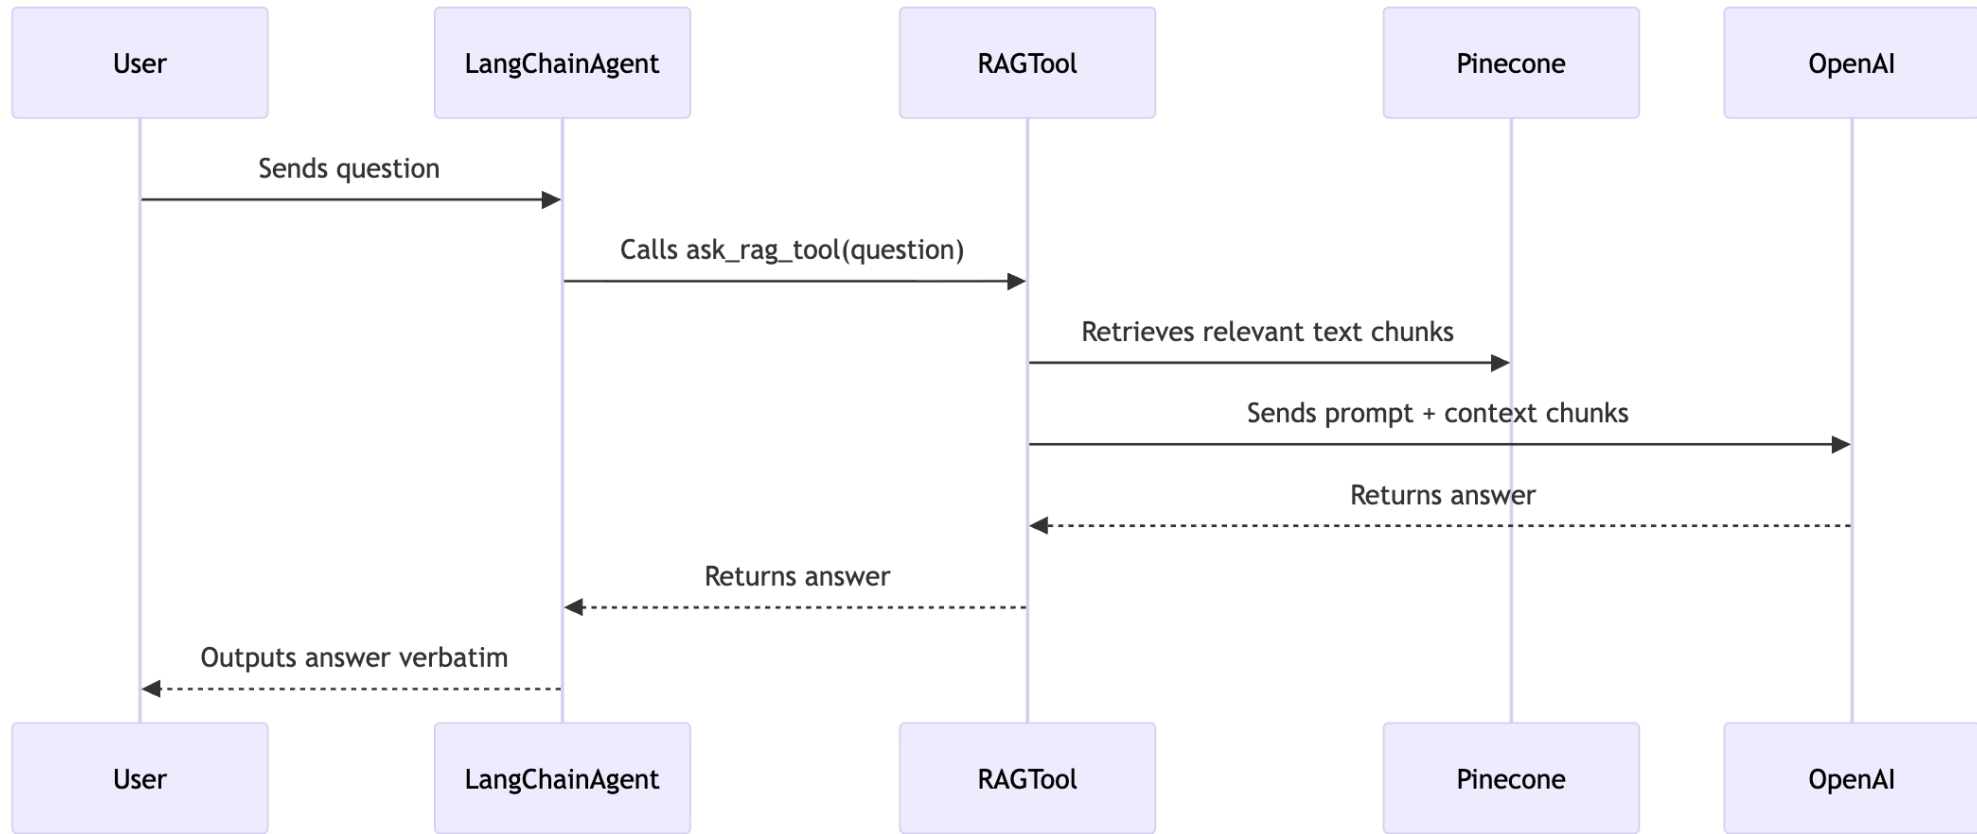 User
LangChainAgent
RAGTool
Pinecone
OpenAI
Sends question
Calls ask_rag_tool(question)
Retrieves relevant text chunks
Sends prompt + context chunks
Returns answer
Returns answer
Outputs answer verbatim
User
LangChainAgent
RAGTool
Pinecone
OpenAI